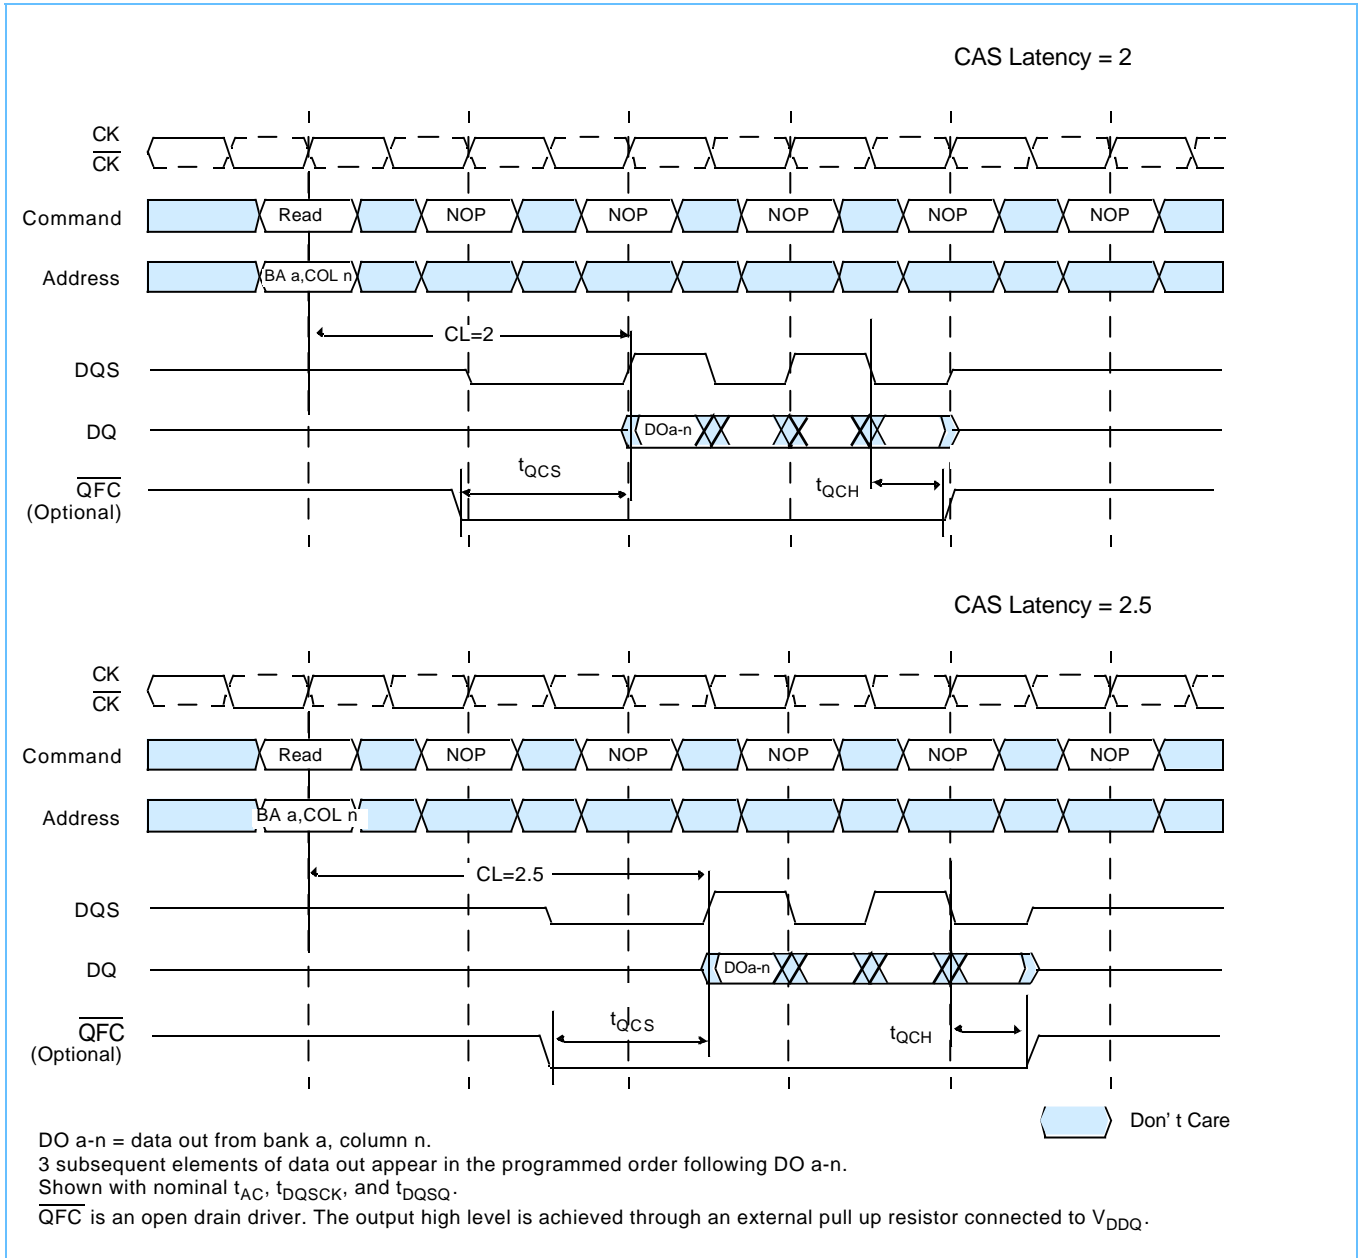 CAS Latency = 2
CK
CK
Command
Read
NOP
NOP
NOP
NOP
NOP
Address
BA a,COL n
CL=2
DQS
DQ
DOa-n
tQCS
tQCH
QFC
(Optional)
CAS Latency = 2.5
CK
CK
Command
Read
NOP
NOP
NOP
NOP
NOP
Address
BA a,COL n
CL=2.5
DQS
DQ
DOa-n
tQCS
tQCH
QFC
(Optional)
Don' t Care
DO a-n = data out from bank a, column n.
3 subsequent elements of data out appear in the programmed order following DO a-n.
Shown with nominal tAC, tDQSCK, and tDQSQ.
QFC is an open drain driver. The output high level is achieved through an external pull up resistor connected to VDDQ.